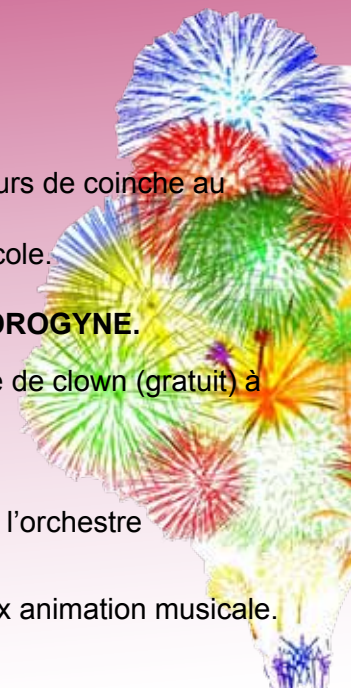 urs de coinche au
cole.
DROGYNE.
e de clown (gratuit) à
l’orchestre
x animation musicale.